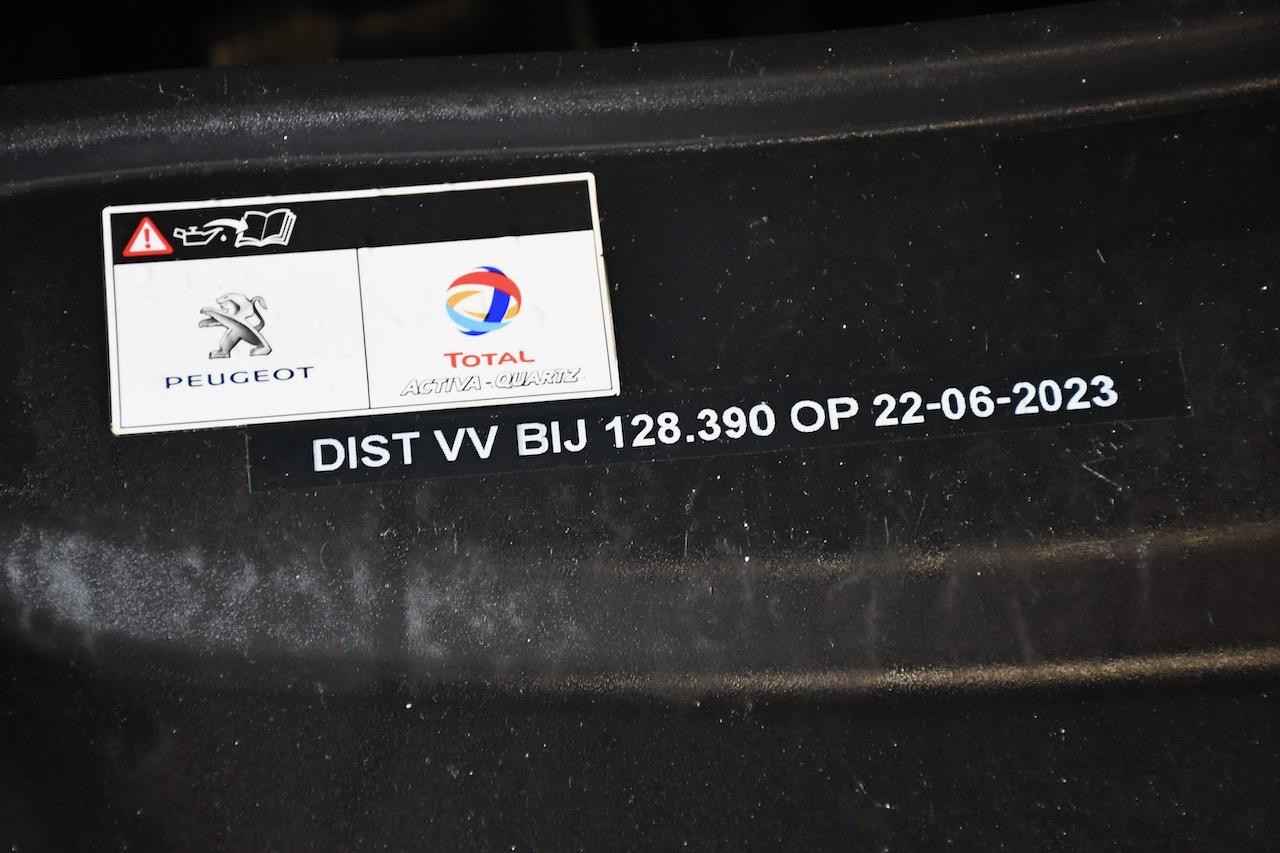 PEUGEOT
TOTAL
ACTIVA-QUARTZ
DIST VV BIJ 128.390 OP 22-06-2023